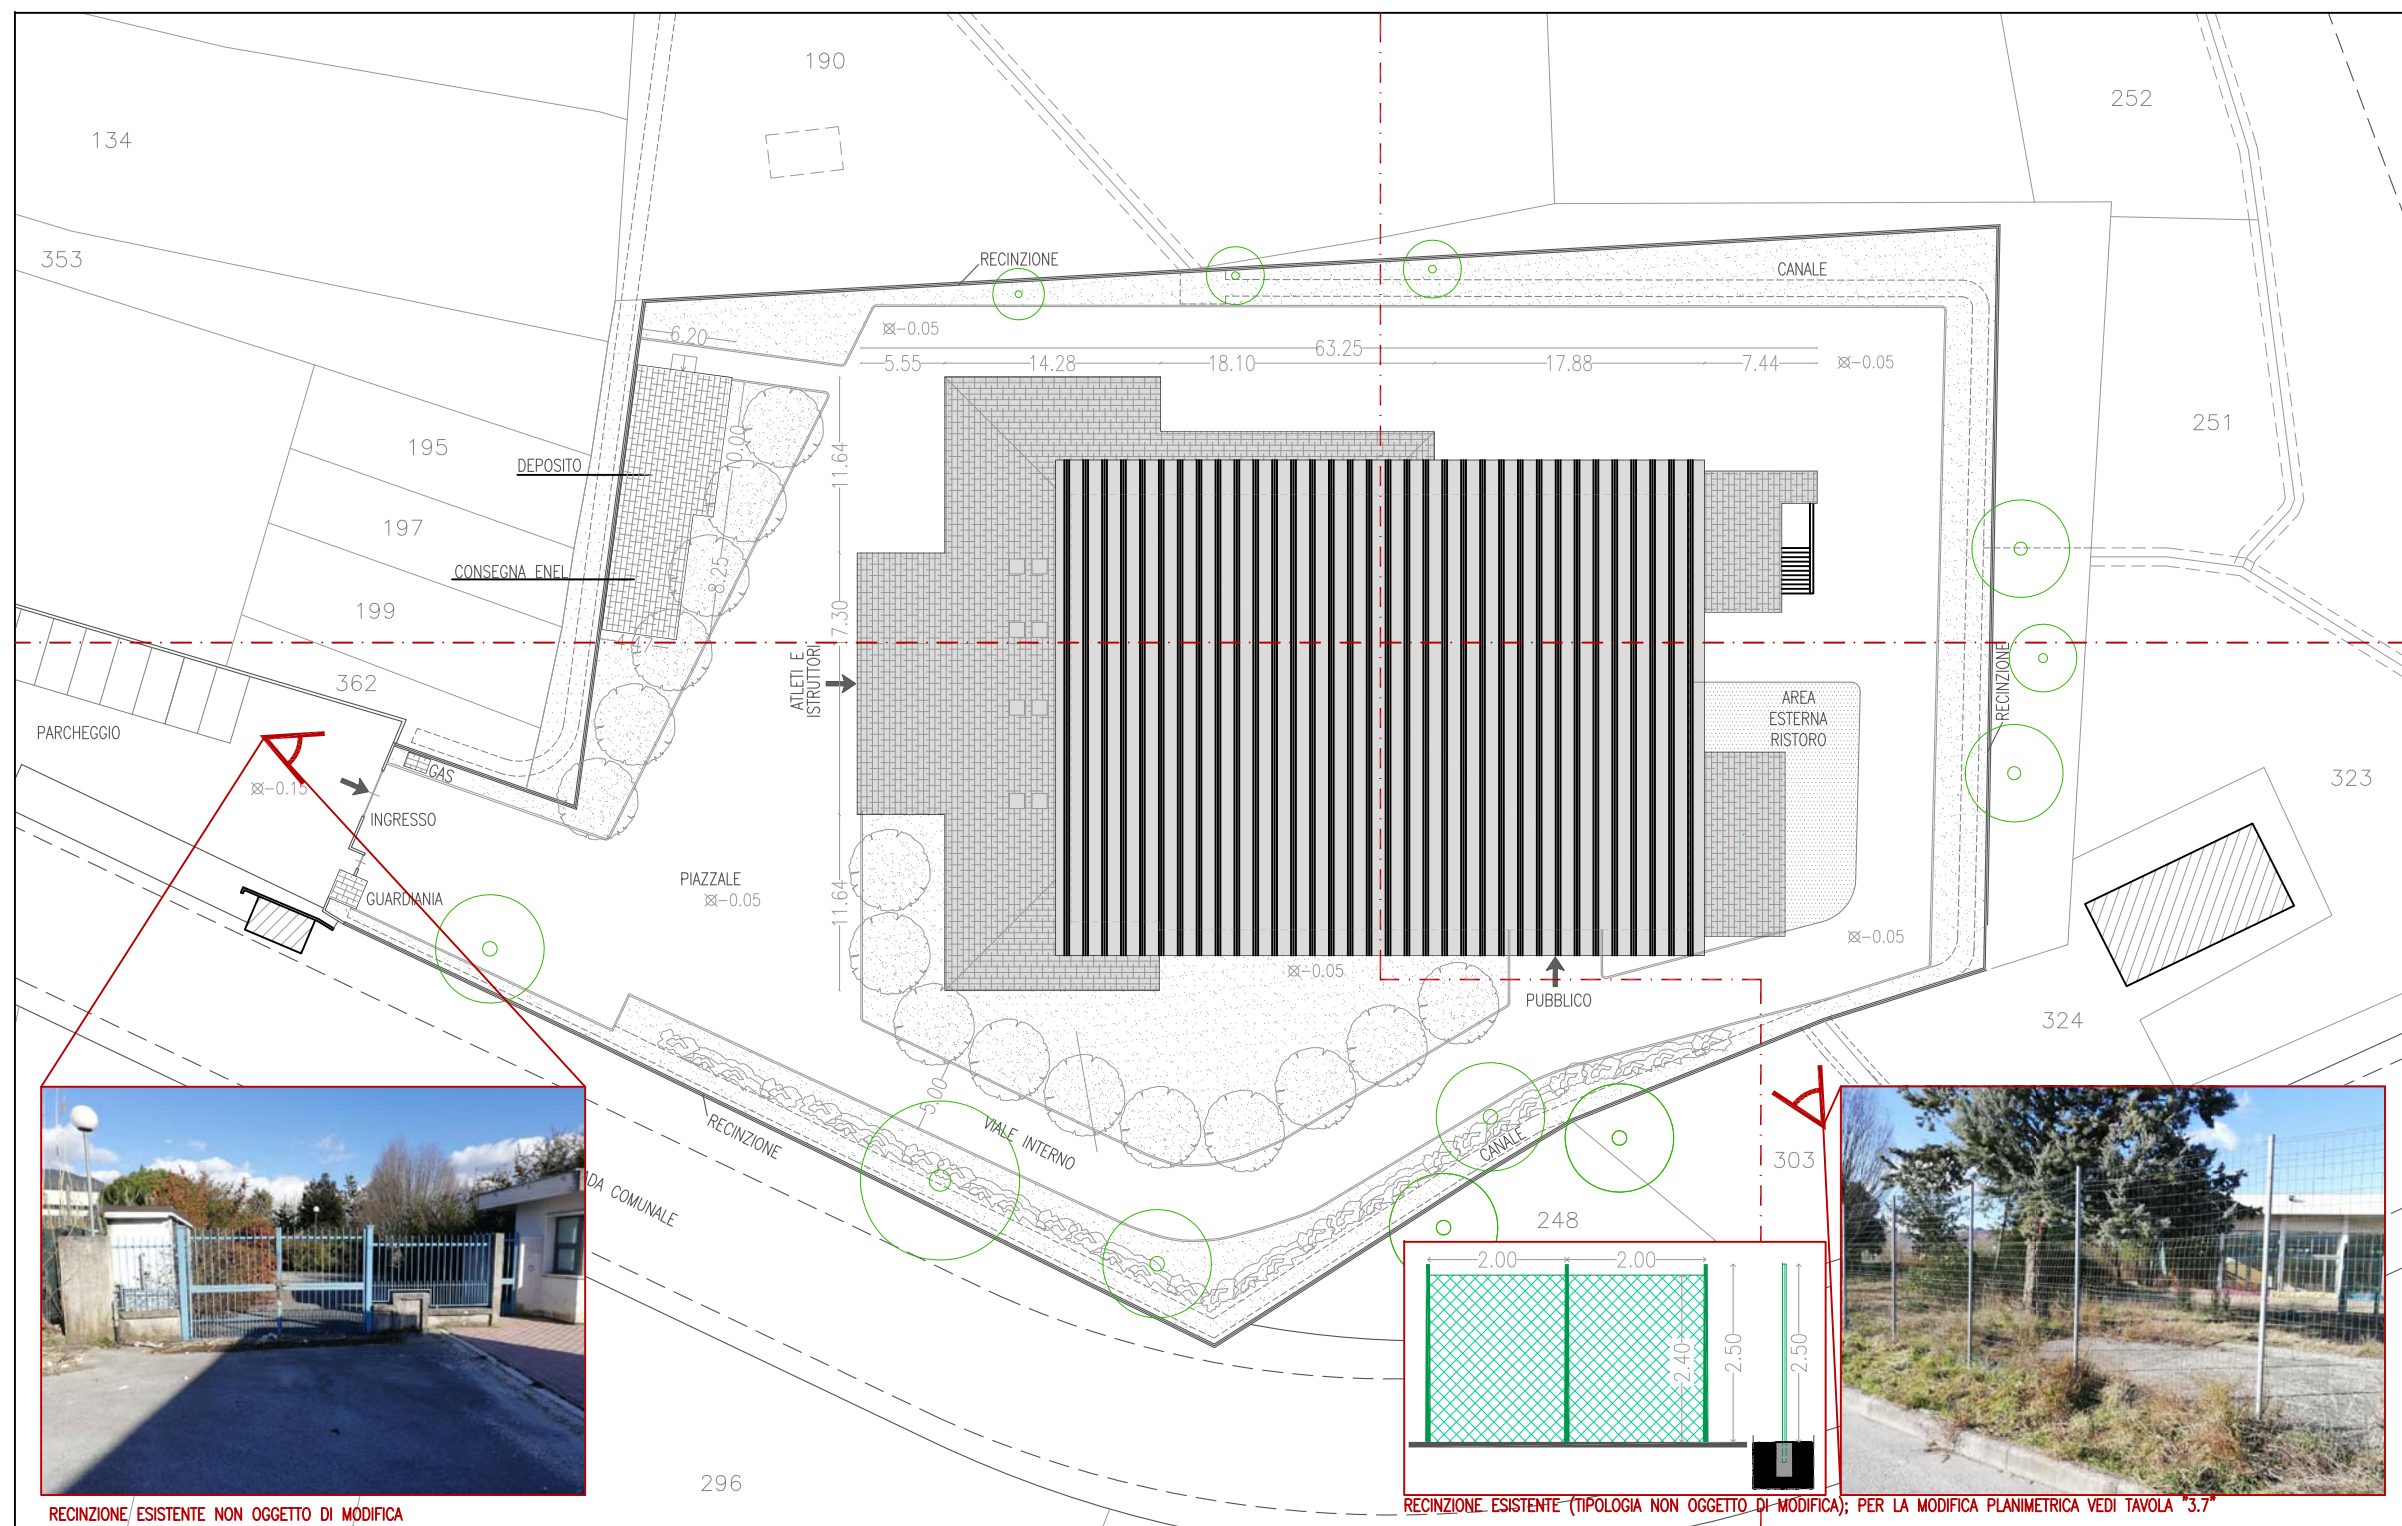 190
252
134
353
RECINZIONE
CANALE
6.20
-0.05
63.25
5.55
14.28
18.10
17.88
7.44
-0.05
251
195
10.00
11.64
DEPOSITO
197
CONSEGNA ENEL
8.25
199
7.30
4.47
ATLETI E
ISTRUTTORI
RECINZIONE
362
AREA
ESTERNA
RISTORO
PARCHEGGIO
GAS
-0.15
323
INGRESSO
PIAZZALE
-0.05
GUARDIANIA
11.64
-0.05
-0.05
PUBBLICO
324
5.00
VIALE INTERNO
RECINZIONE
CANALE
303
DA COMUNALE
248
2.00
2.00
2.40
2.50
2.50
296
RECINZIONE ESISTENTE NON OGGETTO DI MODIFICA
RECINZIONE ESISTENTE (TIPOLOGIA NON OGGETTO DI MODIFICA); PER LA MODIFICA PLANIMETRICA VEDI TAVOLA "3.7"